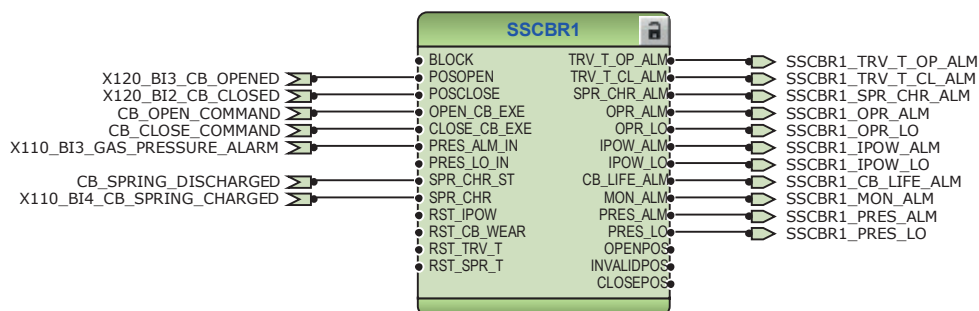 SSCBR1
BLOCK TRV_T_OP_ALM SSCBR1_TRV_T_OP_ALM
X120_BI3_CB_OPENED POSOPEN TRV_T_CL_ALM SSCBR1_TRV_T_CL_ALM
X120_BI2_CB_CLOSED POSCLOSE SPR_CHR_ALM SSCBR1_SPR_CHR_ALM
CB_OPEN_COMMAND OPEN_CB_EXE OPR_ALM SSCBR1_OPR_ALM
CB_CLOSE_COMMAND CLOSE_CB_EXE OPR_LO SSCBR1_OPR_LO
X110_BI3_GAS_PRESSURE_ALARM PRES_ALM_IN IPOW_ALM SSCBR1_IPOW_ALM
PRES_LO_IN IPOW_LO SSCBR1_IPOW_LO
CB_SPRING_DISCHARGED SPR_CHR_ST CB_LIFE_ALM SSCBR1_CB_LIFE_ALM
X110_BI4_CB_SPRING_CHARGED SPR_CHR MON_ALM SSCBR1_MON_ALM
RST_IPOW PRES_ALM SSCBR1_PRES_ALM
RST_CB_WEAR PRES_LO SSCBR1_PRES_LO
RST_TRV_T OPENPOS
RST_SPR_T INVALIDPOS
CLOSEPOS